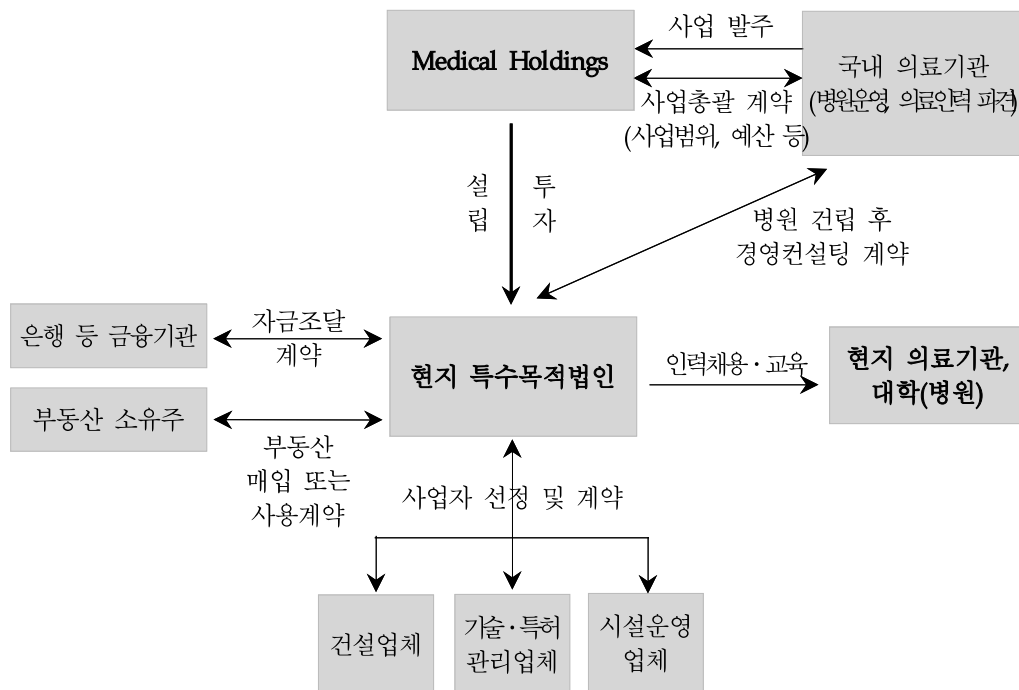 Medical Holdings
사업 발주
사업총괄 계약
(사업범위, 예산 등)
국내 의료기관
(병원운영, 의료인력 파견)
설 투
립 자
병원 건립 후
경영컨설팅 계약
은행 등 금융기관
자금조달
계약
현지 특수목적법인
인력채용·교육
현지 의료기관,
대학(병원)
부동산 소유주
부동산
매입 또는
사용계약
사업자 선정 및 계약
건설업체
기술·특허
관리업체
시설운영
업체